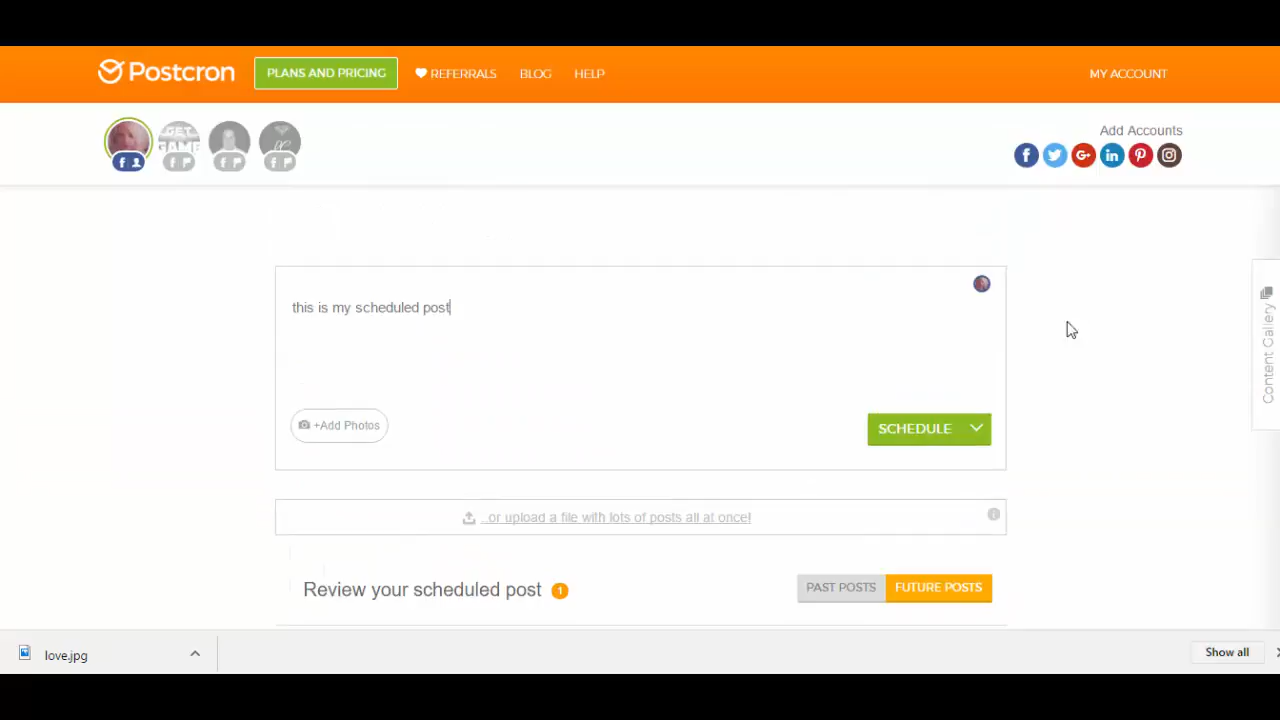 Postcron
PLANS AND PRICING
REFERRALS
BLOG
HELP
MY ACCOUNT
GET
GAME
Add Accounts
this is my scheduled post
+Add Photos
SCHEDULE
...or upload a file with lots of posts all at once!
Content Gallery
Review your scheduled post 1
PAST POSTS
FUTURE POSTS
love.jpg
Show all